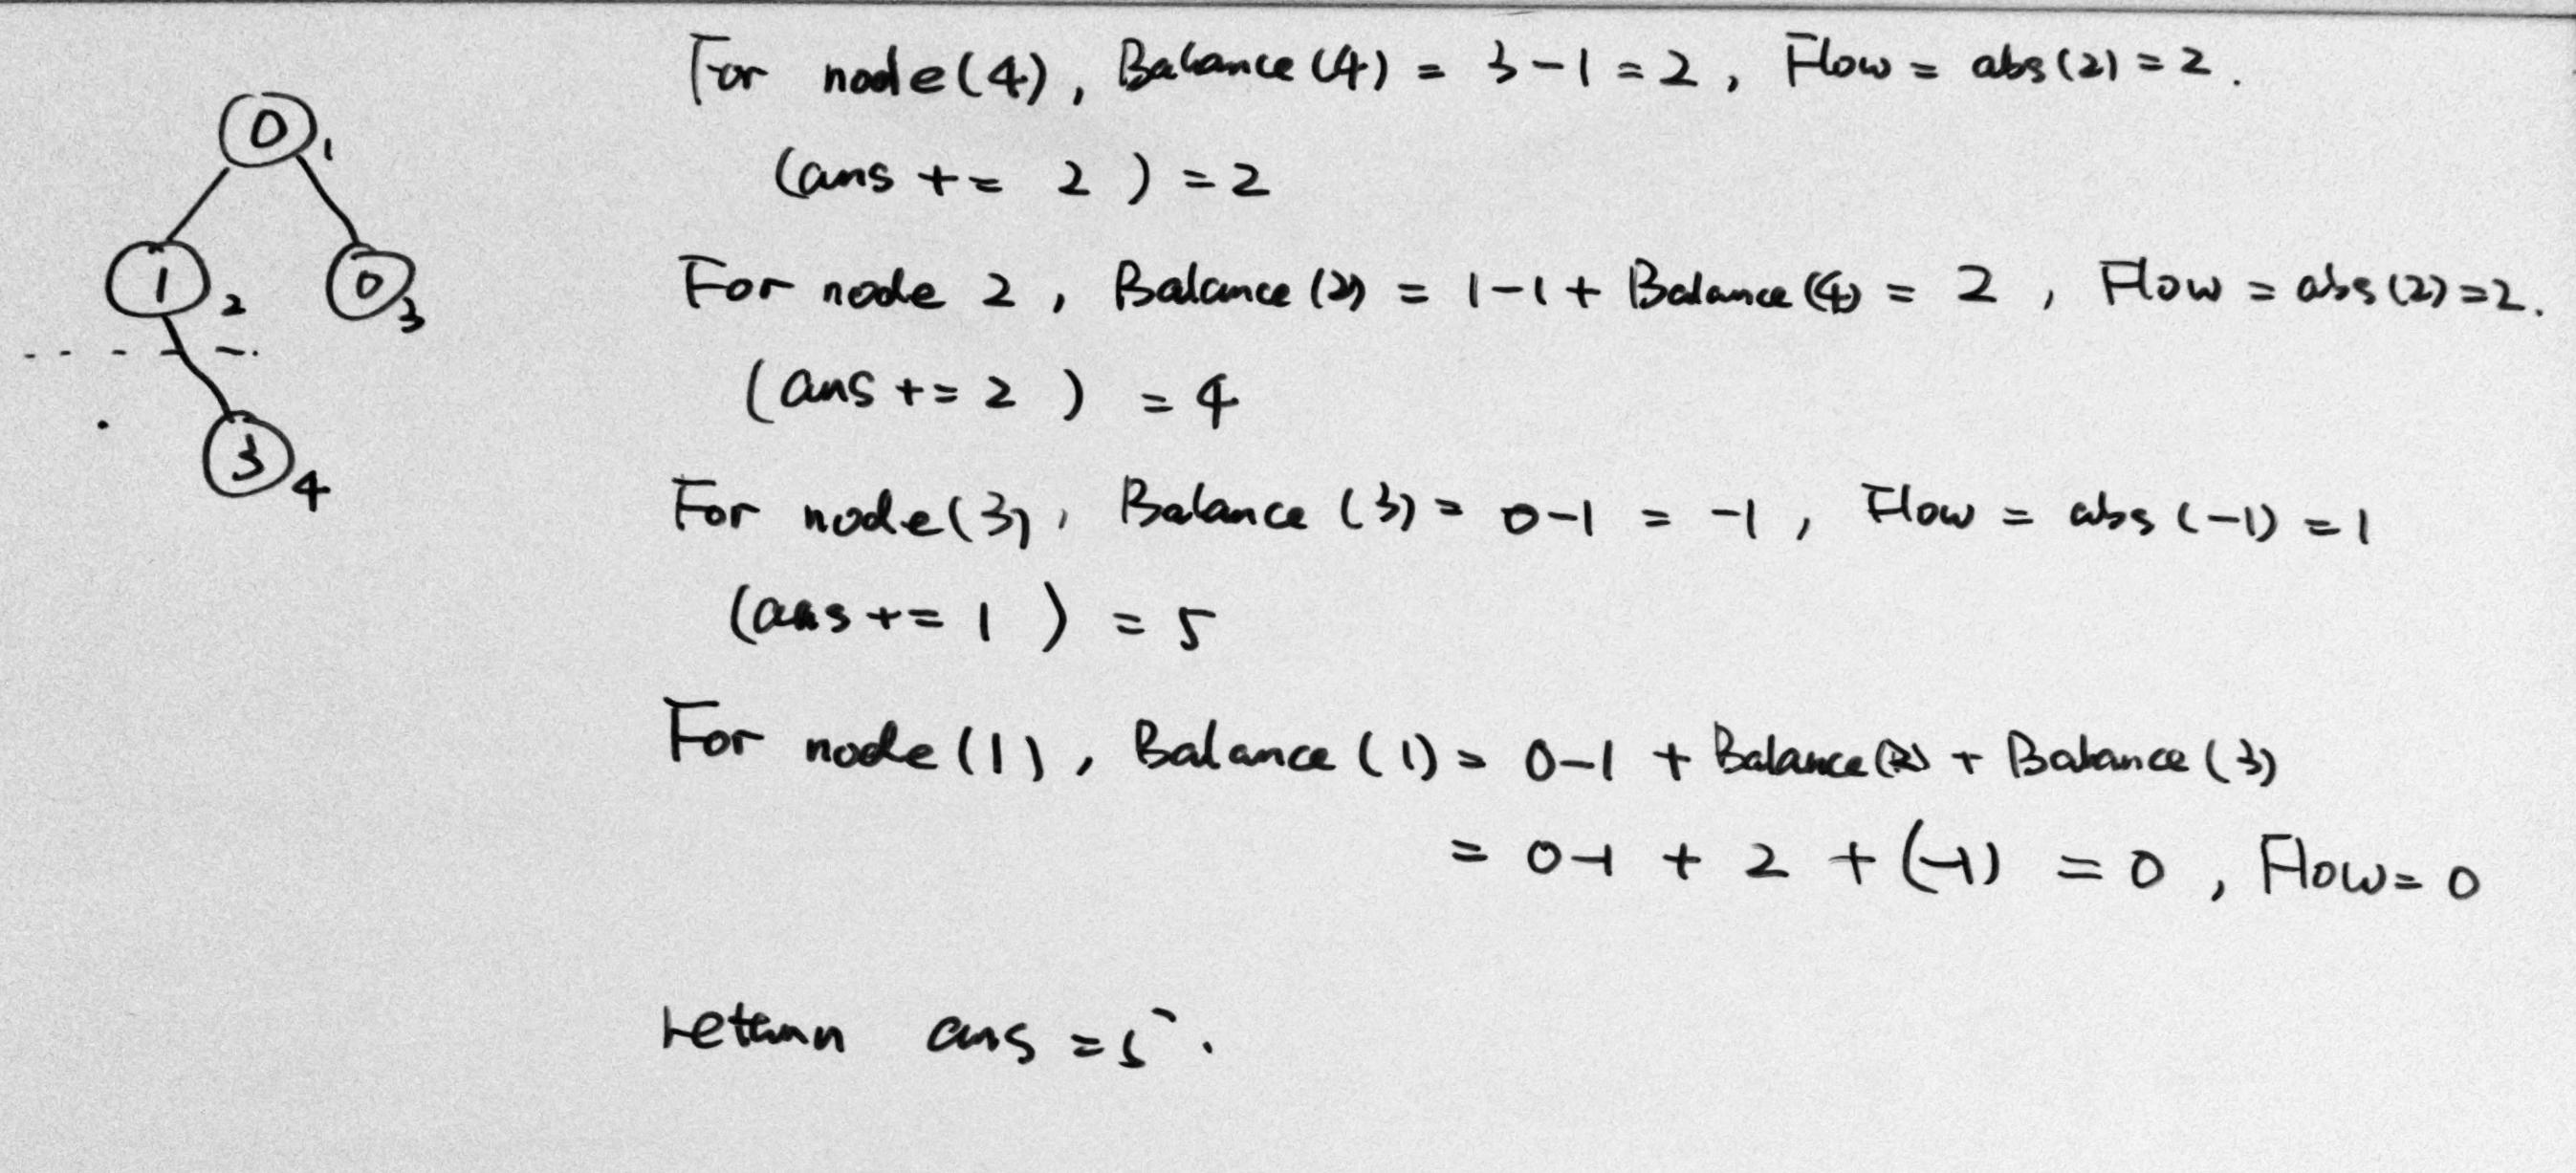 For node(4), Balance(4) = 3-1 = 2, Flow = abs(2) = 2.
(ans += 2) = 2
For node 2, Balance(2) = 1-1 + Balance(4) = 2, Flow = abs(2) = 2.
(ans += 2) = 4
For node(3), Balance(3) = 0-1 = -1, Flow = abs(-1) = 1
(ans += 1) = 5
For node(1), Balance(1) = 0-1 + Balance(2) + Balance(3)
= 0-1 + 2 + (-1) = 0, Flow = 0
return ans = 5.
0 1
1 2
0 3
3 4